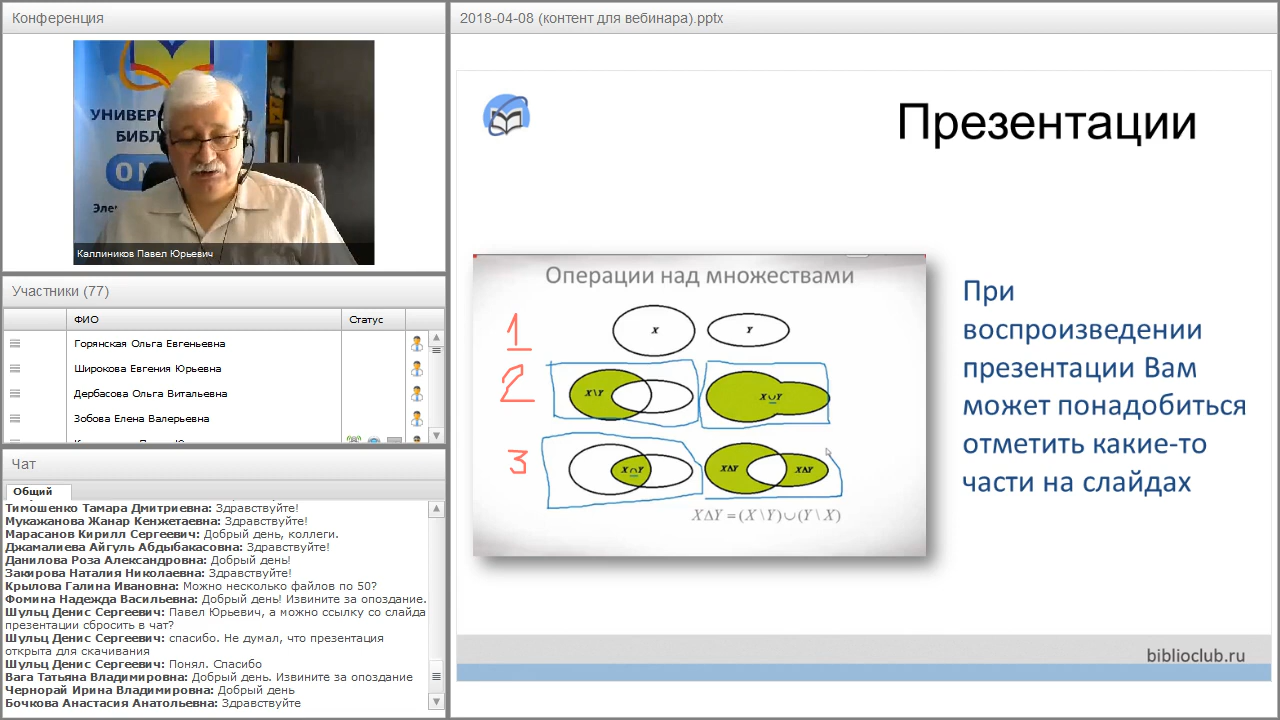 Конференция
УНИВЕР
БИБЛ
Каллиников Павел Юрьевич
Участники (77)
ФИО
Статус
Горянская Ольга Евгеньевна
Широкова Евгения Юрьевна
Дербасова Ольга Витальевна
Зобова Елена Валерьевна
Чат
Общий
Тимошенко Тамара Дмитриевна: Здравствуйте!
Мукажанова Жанар Кенжетаевна: Здравствуйте!
Марасанов Кирилл Сергеевич: Добрый день, коллеги.
Джамалиева Айгуль Абдыбакасовна: Здравствуйте!
Данилова Роза Александровна: Добрый день!
Закирова Наталия Николаевна: Здравствуйте!
Крылова Галина Ивановна: Можно несколько файлов по 50?
Фомина Надежда Васильевна: Добрый день! Извините за опоздание.
Шульц Денис Сергеевич: Павел Юрьевич, а можно ссылку со слайда
презентации сбросить в чат?
Шульц Денис Сергеевич: спасибо. Не думал, что презентация
открыта для скачивания
Шульц Денис Сергеевич: Понял. Спасибо
Вага Татьяна Владимировна: Добрый день. Извините за опоздание
Чернорай Ирина Владимировна: Добрый день
Бочкова Анастасия Анатольевна: Здравствуйте
2018-04-08 (контент для вебинара).pptx
Презентации
Операции над множествами
1
X
Y
2
X \ Y
X ∪ Y
3
X ∩ Y
XΔY
XΔY
XΔY = (X \ Y) ∪ (Y \ X)
При
воспроизведении
презентации Вам
может понадобиться
отметить какие-то
части на слайдах
biblioclub.ru